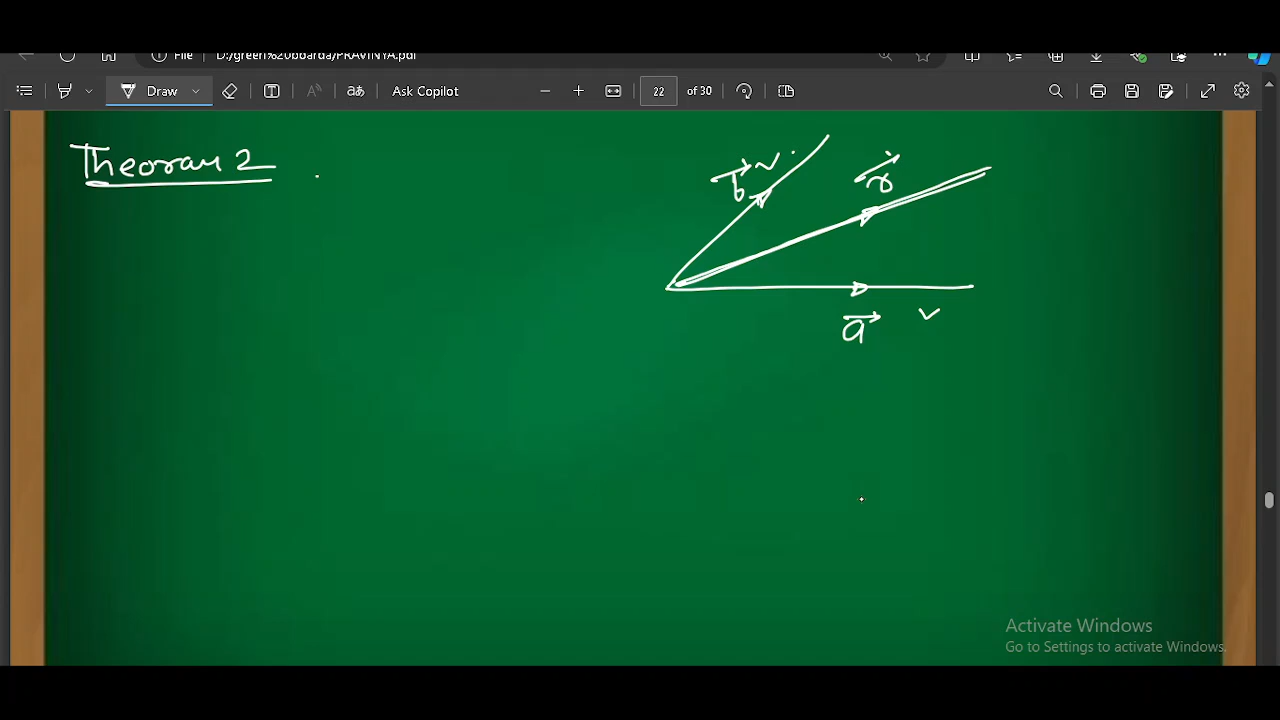 File D:/green%20boarda/PRAVINYA.pdf
Draw Ask Copilot 22 of 30
Theoram 2
b
r
a
Activate Windows
Go to Settings to activate Windows.